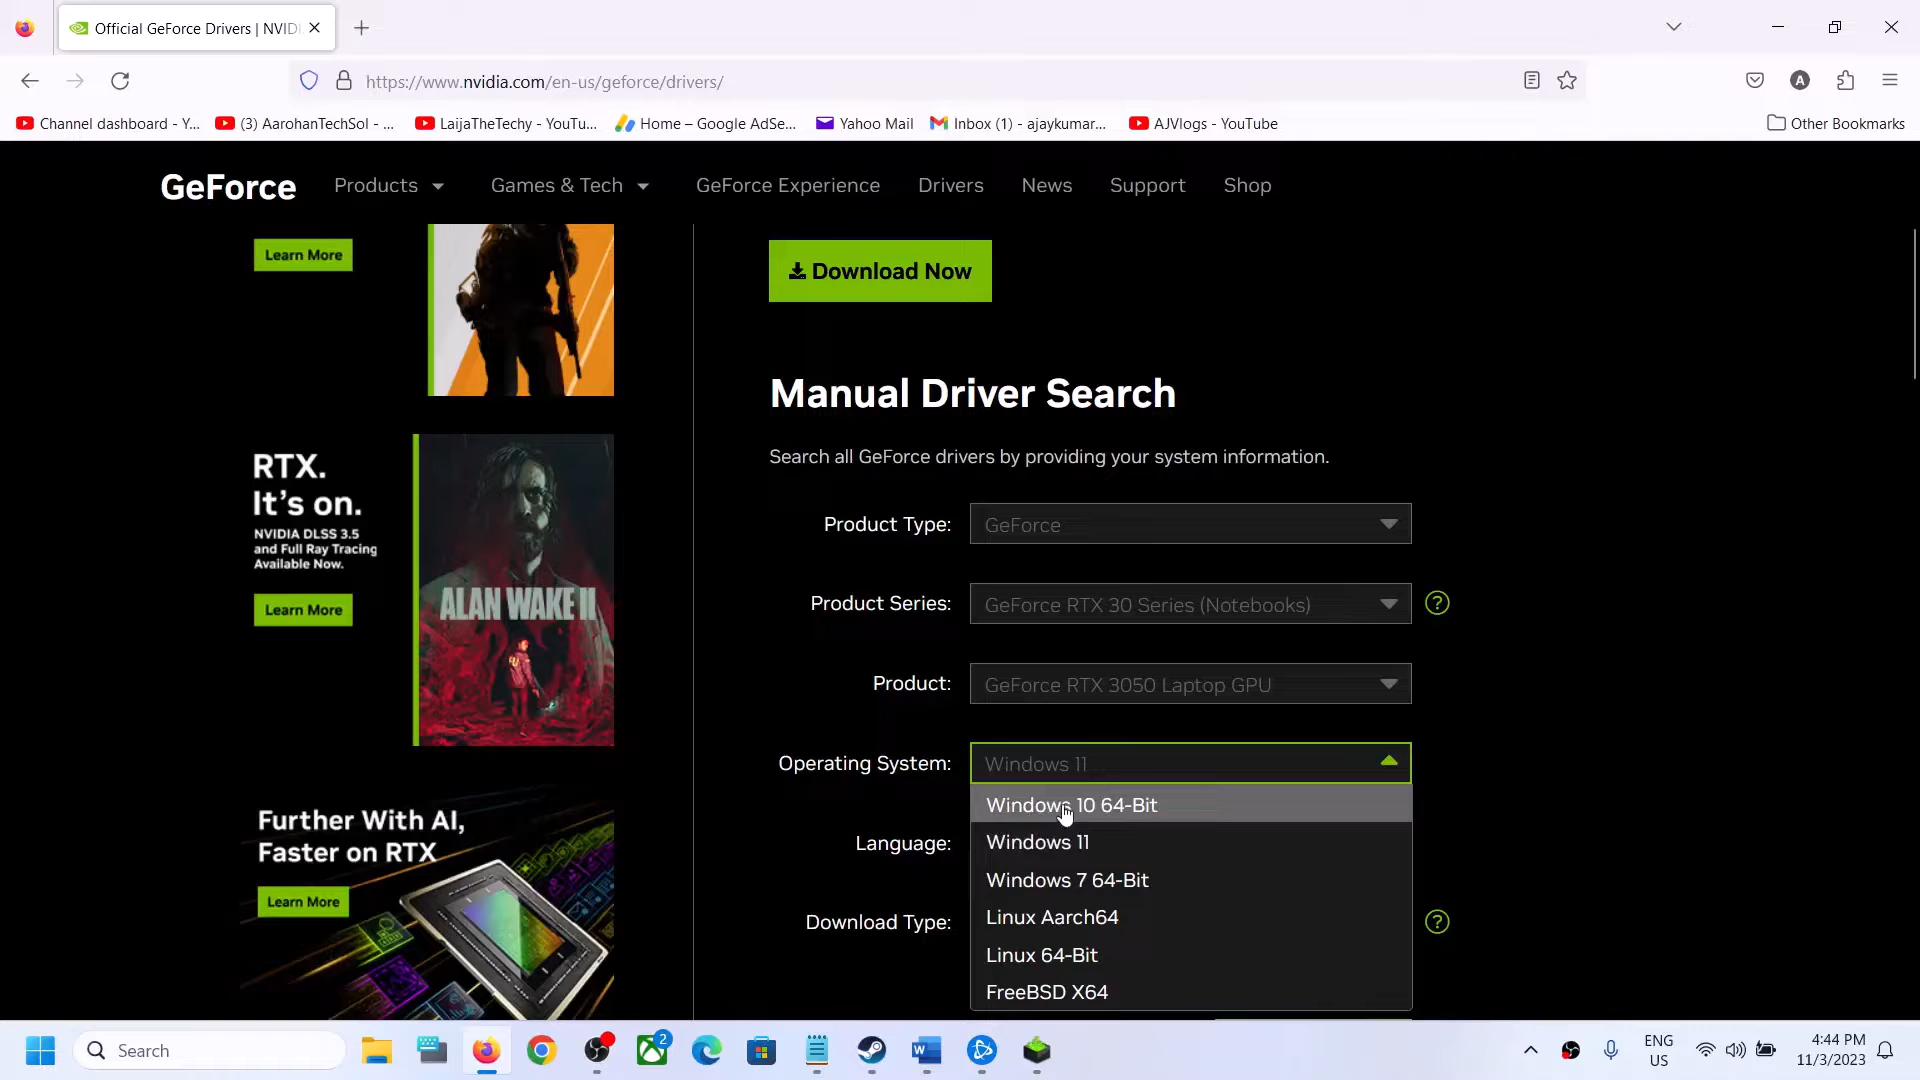 Official GeForce Drivers | NVIDI
https://www.nvidia.com/en-us/geforce/drivers/
A
Channel dashboard - Y...
(3) AarohanTechSol - ...
LaijaTheTechy - YouTu...
Home – Google AdSe...
Yahoo Mail
Inbox (1) - ajaykumar...
AJVlogs - YouTube
Other Bookmarks
GeForce
Products
Games & Tech
GeForce Experience
Drivers
News
Support
Shop
Learn More
RTX.
It's on.
NVIDIA DLSS 3.5
and Full Ray Tracing
Available Now.
Learn More
ALAN WAKE II
Further With AI,
Faster on RTX
Learn More
Download Now
Manual Driver Search
Search all GeForce drivers by providing your system information.
Product Type:
GeForce
Product Series:
GeForce RTX 30 Series (Notebooks)
?
Product:
GeForce RTX 3050 Laptop GPU
Operating System:
Windows 11
Windows 10 64-Bit
Windows 11
Windows 7 64-Bit
Linux Aarch64
Linux 64-Bit
FreeBSD X64
Language:
Download Type:
?
Search
2
ENG
US
4:44 PM
11/3/2023